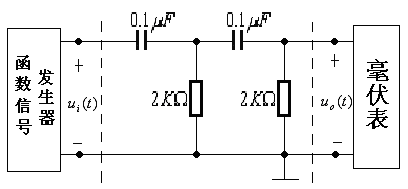 0.1μF
0.1μF
函数信号
发生器
+
u_i(t)
−
2KΩ
2KΩ
+
u_o(t)
−
毫伏表